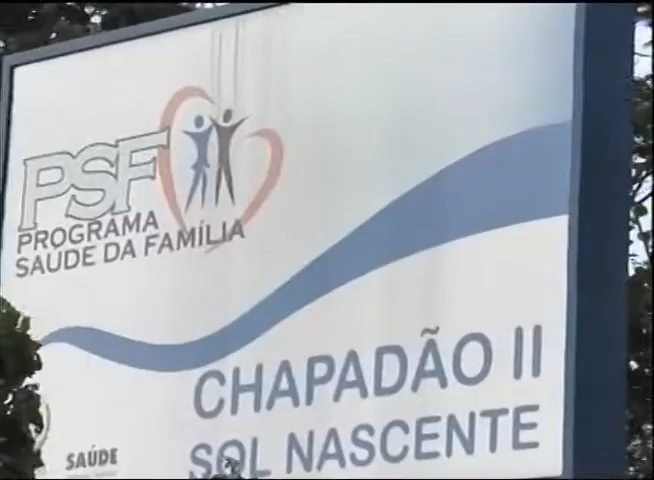 PSF
PROGRAMA
SAUDE DA FAMÍLIA
CHAPADÃO II
SOL NASCENTE
SAÚDE